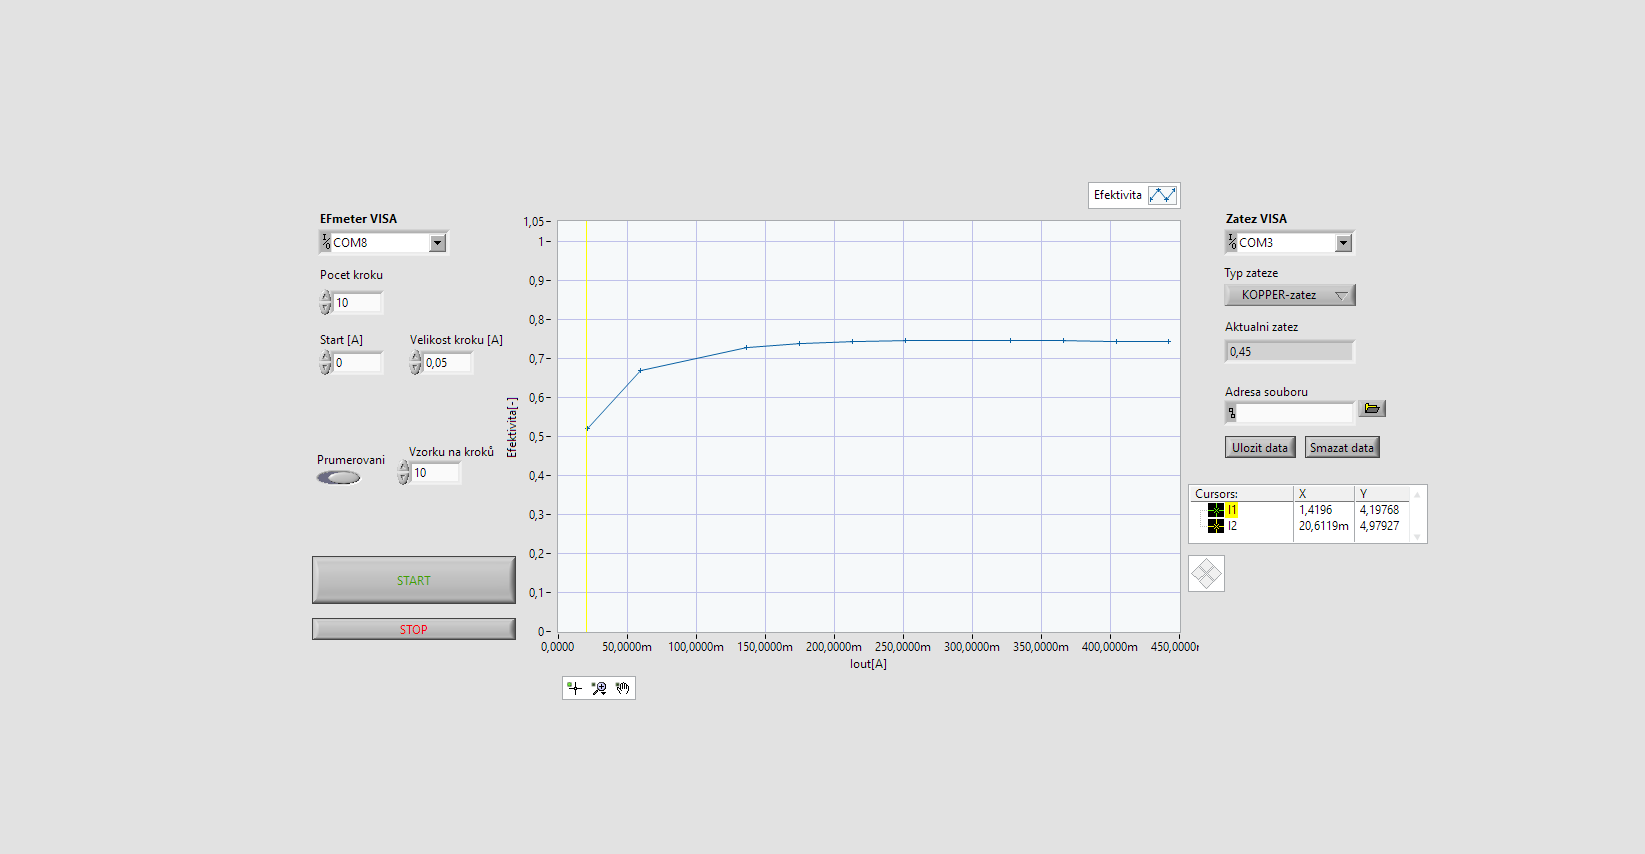 Efektivita
EFmeter VISA
COM8
Pocet kroku
10
Start [A]
Velikost kroku [A]
0
0,05
Prumerovani
Vzorku na kroků
10
START
STOP
1,05
1
0,9
0,8
0,7
0,6
0,5
0,4
0,3
0,2
0,1
0
Efektivita[-]
0,0000
50,0000m
100,0000m
150,0000m
200,0000m
250,0000m
300,0000m
350,0000m
400,0000m
450,0000m
Iout[A]
Zatez VISA
COM3
Typ zateze
KOPPER-zatez
Aktualni zatez
0,45
Adresa souboru
Ulozit data
Smazat data
Cursors: X Y
I1 1,4196 4,19768
I2 20,6119m 4,97927